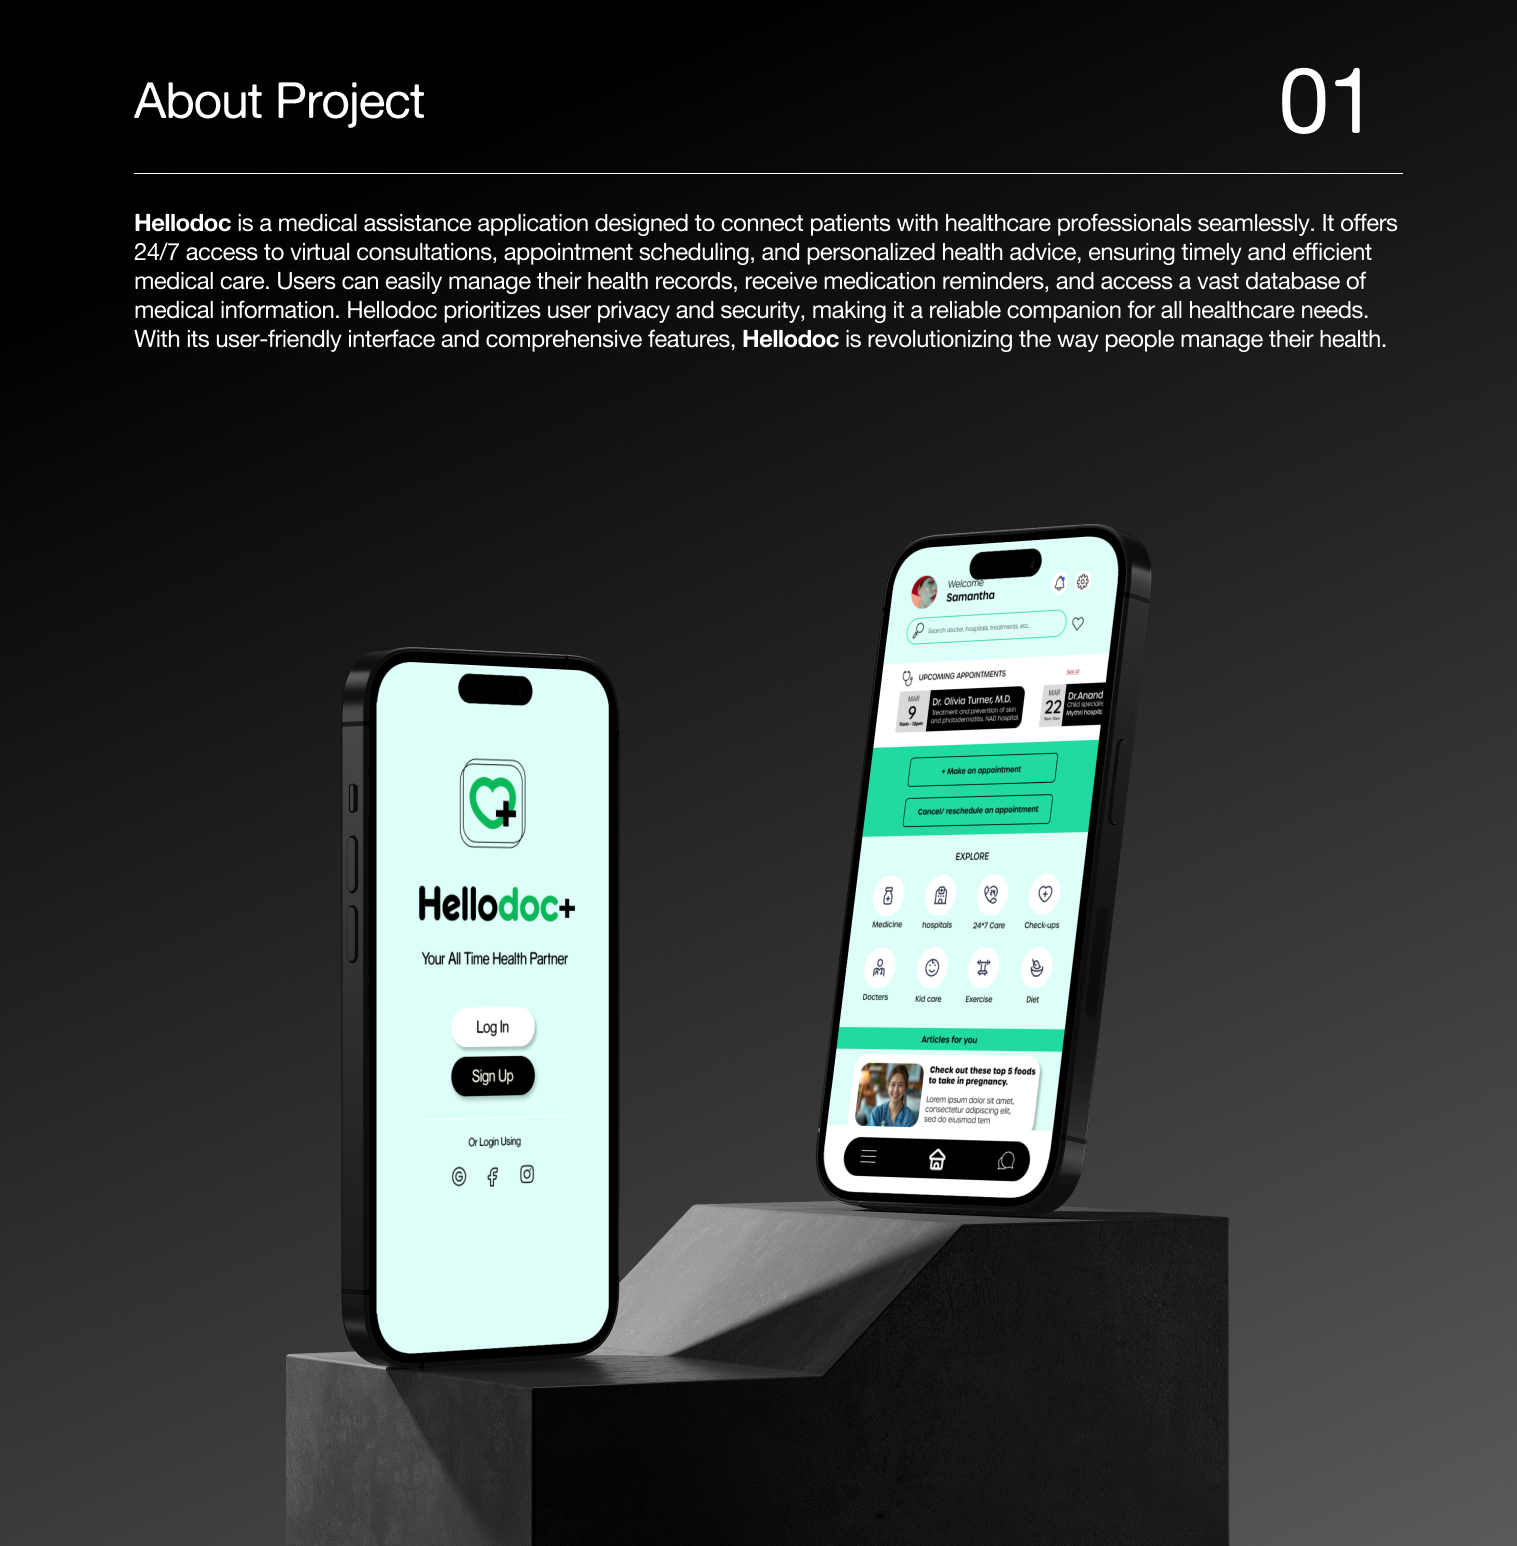 About Project
01
Hellodoc is a medical assistance application designed to connect patients with healthcare professionals seamlessly. It offers
24/7 access to virtual consultations, appointment scheduling, and personalized health advice, ensuring timely and efficient
medical care. Users can easily manage their health records, receive medication reminders, and access a vast database of
medical information. Hellodoc prioritizes user privacy and security, making it a reliable companion for all healthcare needs.
With its user-friendly interface and comprehensive features, Hellodoc is revolutionizing the way people manage their health.
Hellodoc+
Your All Time Health Partner
Log In
Sign Up
Or Login Using
Welcome
Samantha
Search docter, hospitals, treatments, etc..
UPCOMING APPOINTMENTS
See all
MAR
9
11am - 12pm
Dr. Olivia Turner, M.D.
Treatment and prevention of skin
and photodermatitis. NAD hospital
MAR
22
Dr.Anand
Child specialis
Mythri hospita
+ Make an appointment
Cancel/ reschedule an appointment
EXPLORE
Medicine
hospitals
24*7 Care
Check-ups
Docters
Kid care
Exercise
Diet
Articles for you
Check out these top 5 foods
to take in pregnancy.
Lorem ipsum dolor sit amet,
consectetur adipiscing elit,
sed do eiusmod tem